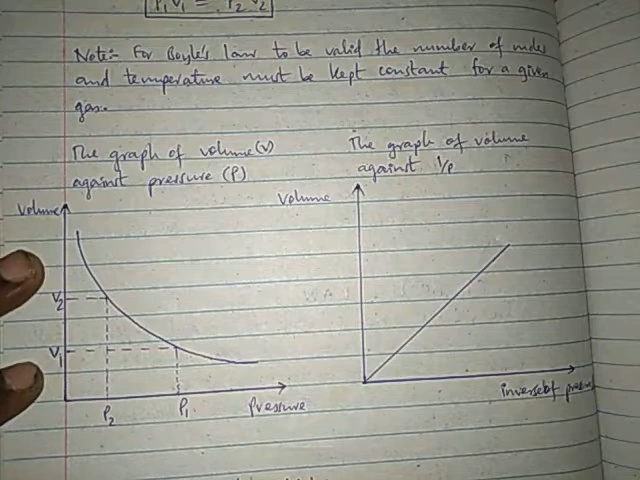 P₁V₁ = P₂V₂
Note:- For Boyle's law to be valid the number of moles
and temperature must be kept constant for a given
gas.
The graph of volume(v)
against pressure (P)
The graph of volume
against 1/p
Volume
V₂
V₁
P₂
P₁
Pressure
Volume
inverse of pressure